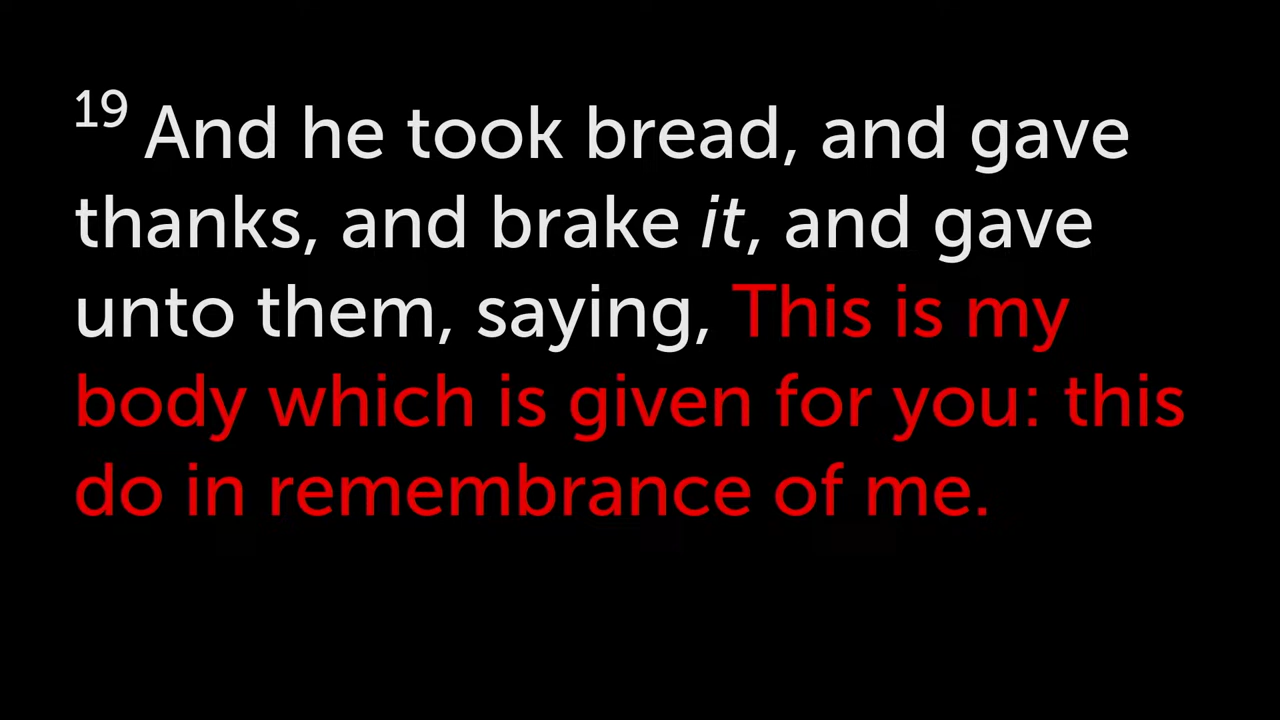 19 And he took bread, and gave
thanks, and brake it, and gave
unto them, saying, This is my
body which is given for you: this
do in remembrance of me.